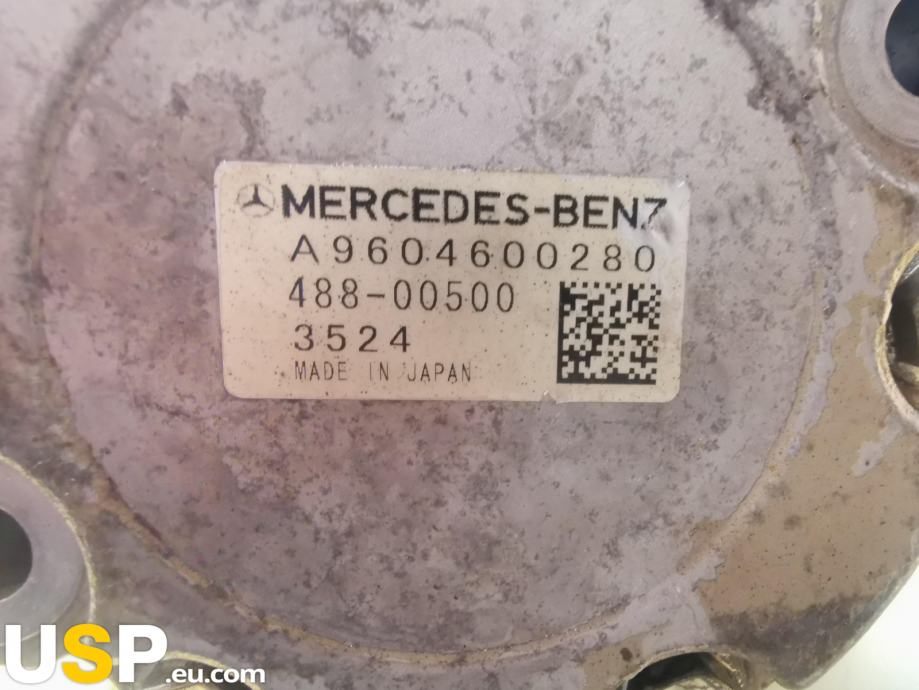 MERCEDES-BENZ
A9604600280
488-00500
3524
MADE IN JAPAN
USP.eu.com